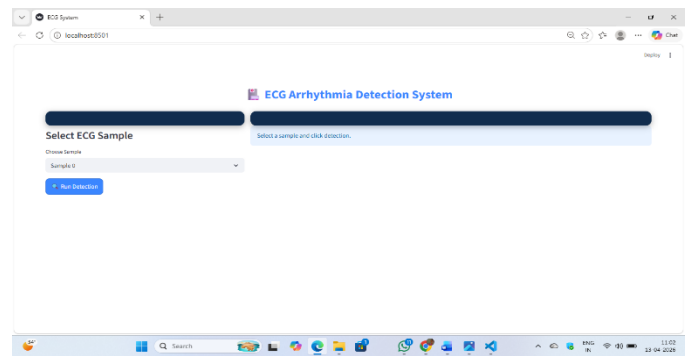 ECG System
localhost:8501
Chat
Deploy
ECG Arrhythmia Detection System
Select ECG Sample
Select a sample and click detection.
Choose Sample
Sample 0
Run Detection
Search
ENG
IN
11:02
13-04-2026